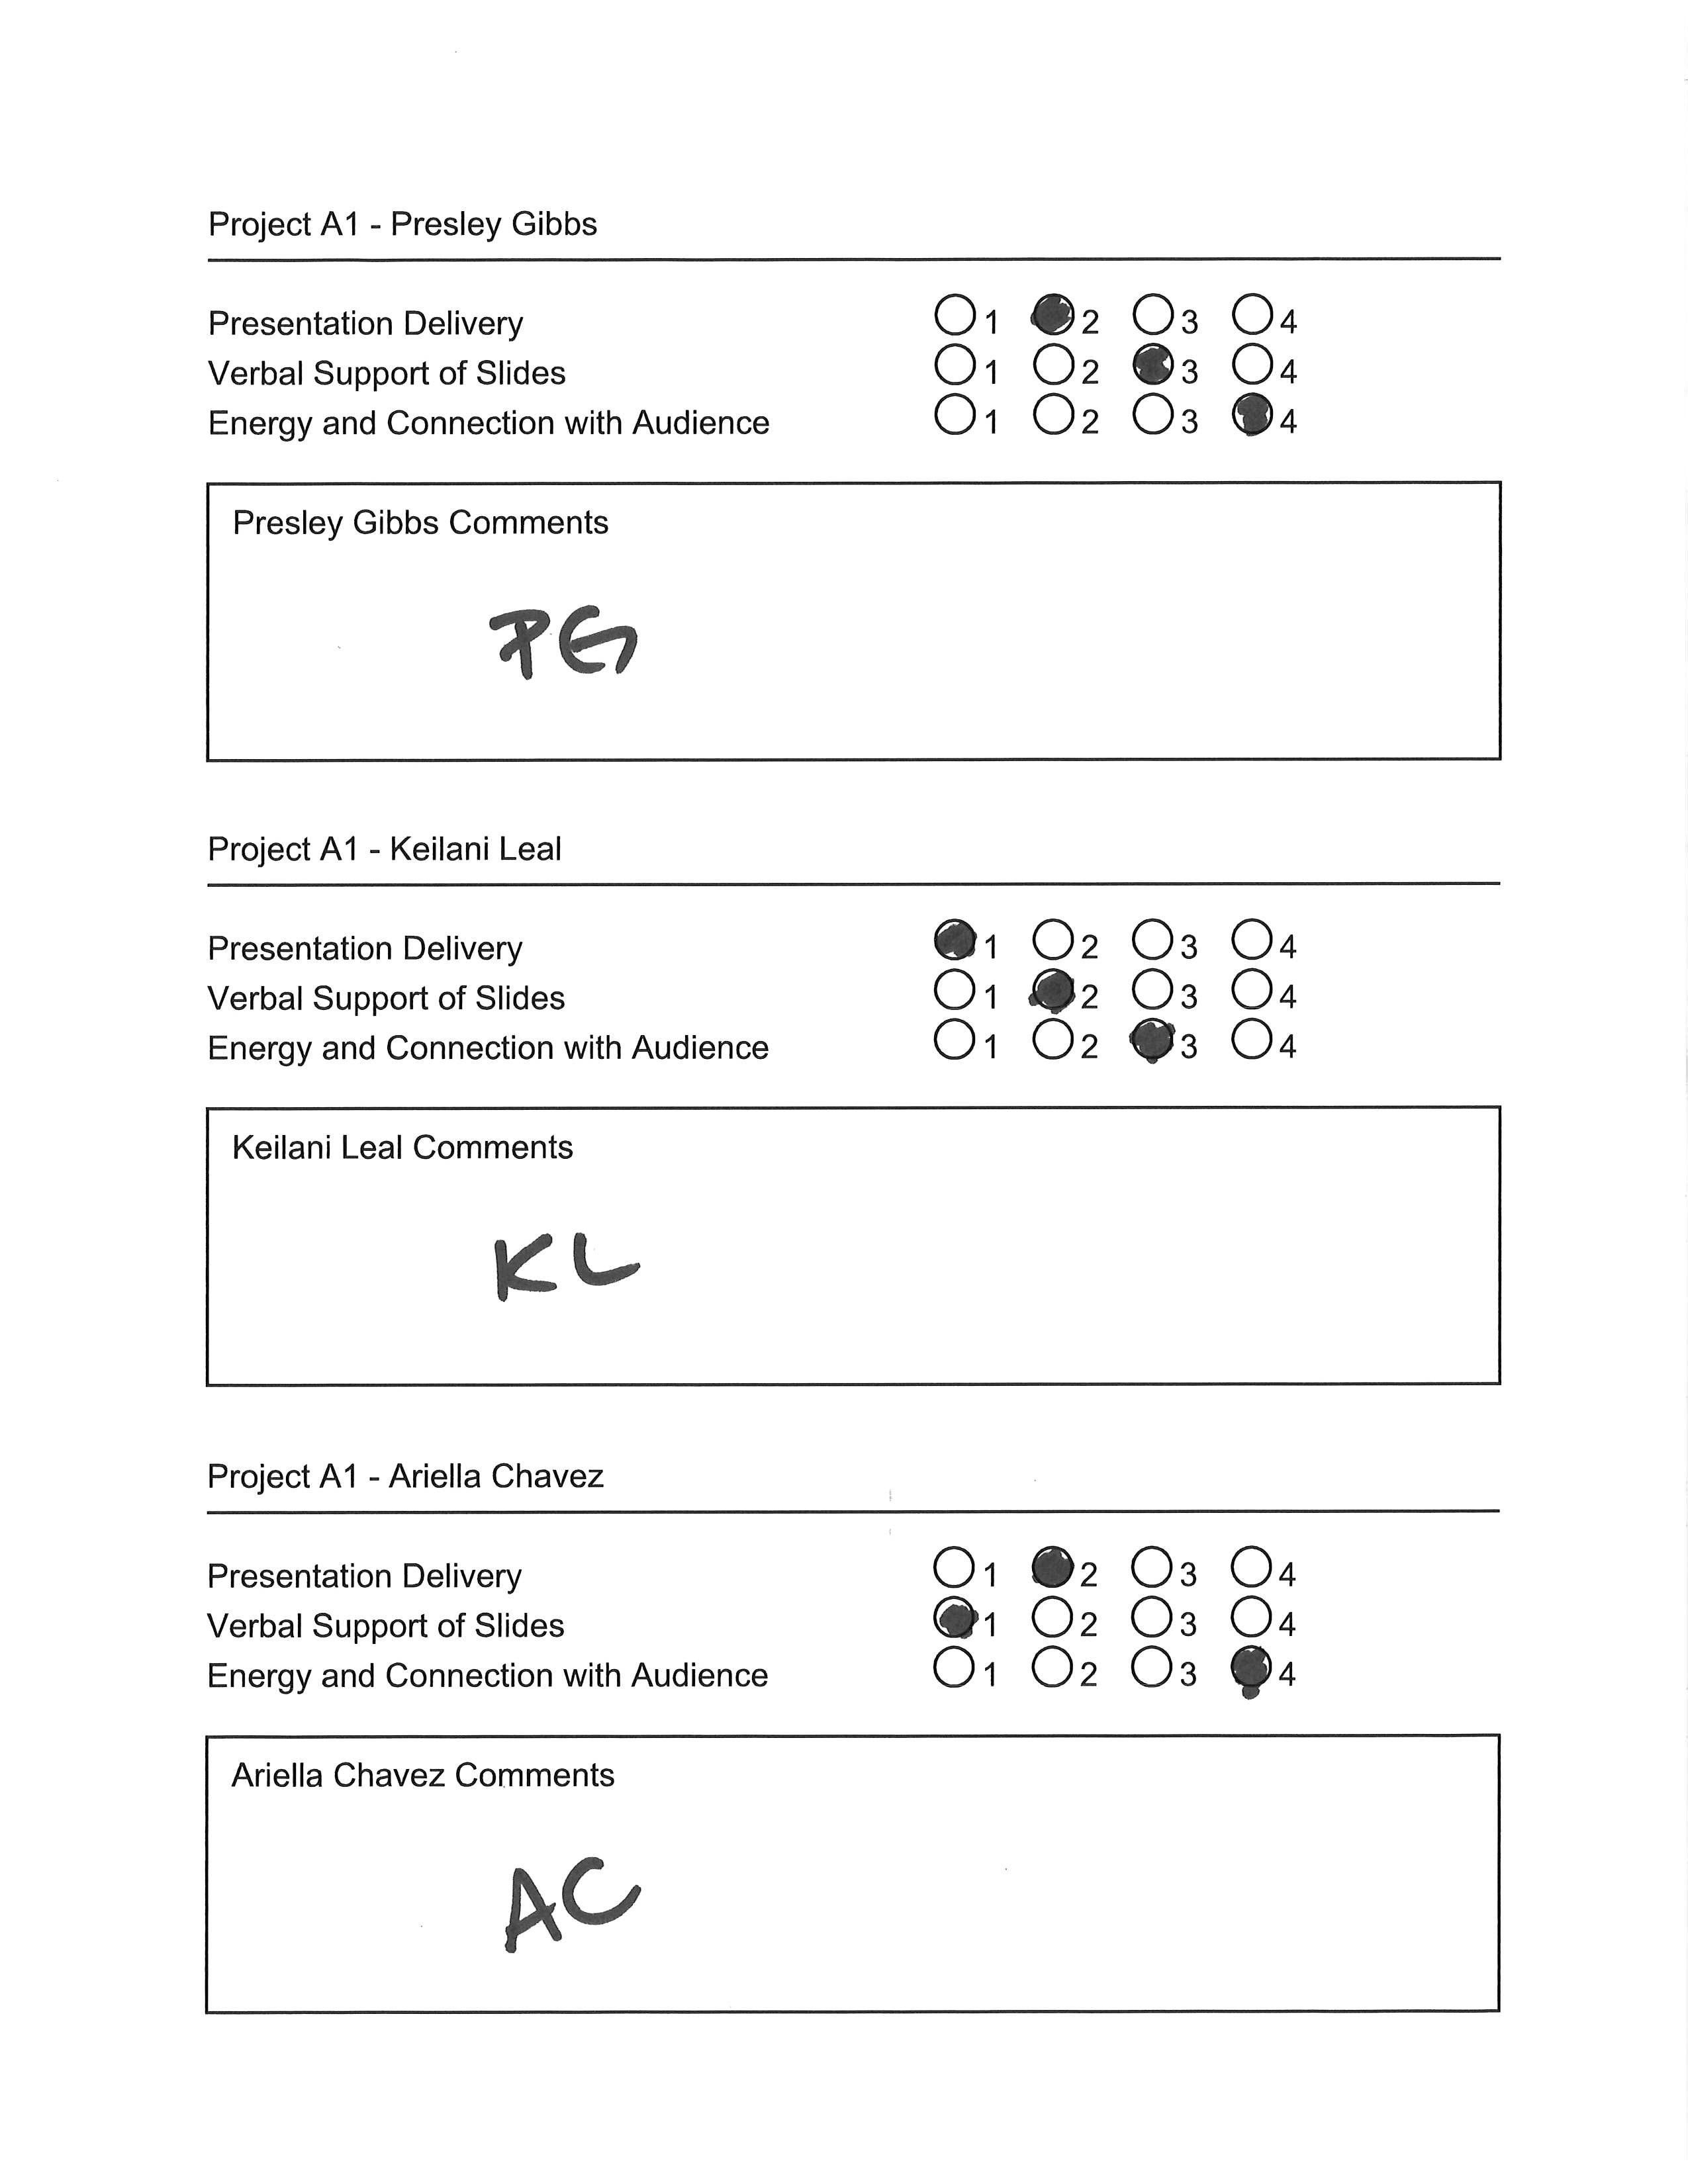 Project A1 - Presley Gibbs
Presentation Delivery 1 2 3 4
Verbal Support of Slides 1 2 3 4
Energy and Connection with Audience 1 2 3 4
Presley Gibbs Comments
PG
Project A1 - Keilani Leal
Presentation Delivery 1 2 3 4
Verbal Support of Slides 1 2 3 4
Energy and Connection with Audience 1 2 3 4
Keilani Leal Comments
KL
Project A1 - Ariella Chavez
Presentation Delivery 1 2 3 4
Verbal Support of Slides 1 2 3 4
Energy and Connection with Audience 1 2 3 4
Ariella Chavez Comments
AC